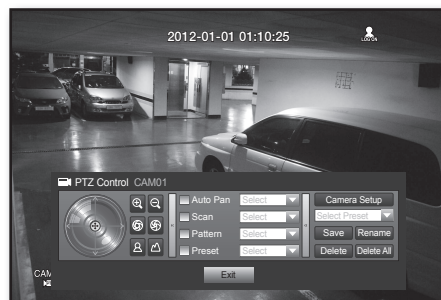 2012-01-01 01:10:25
LOG ON
PTZ Control CAM01
Auto Pan Select Camera Setup
Scan Select Select Preset
Pattern Select Save Rename
Preset Select Delete Delete All
CAM
Exit